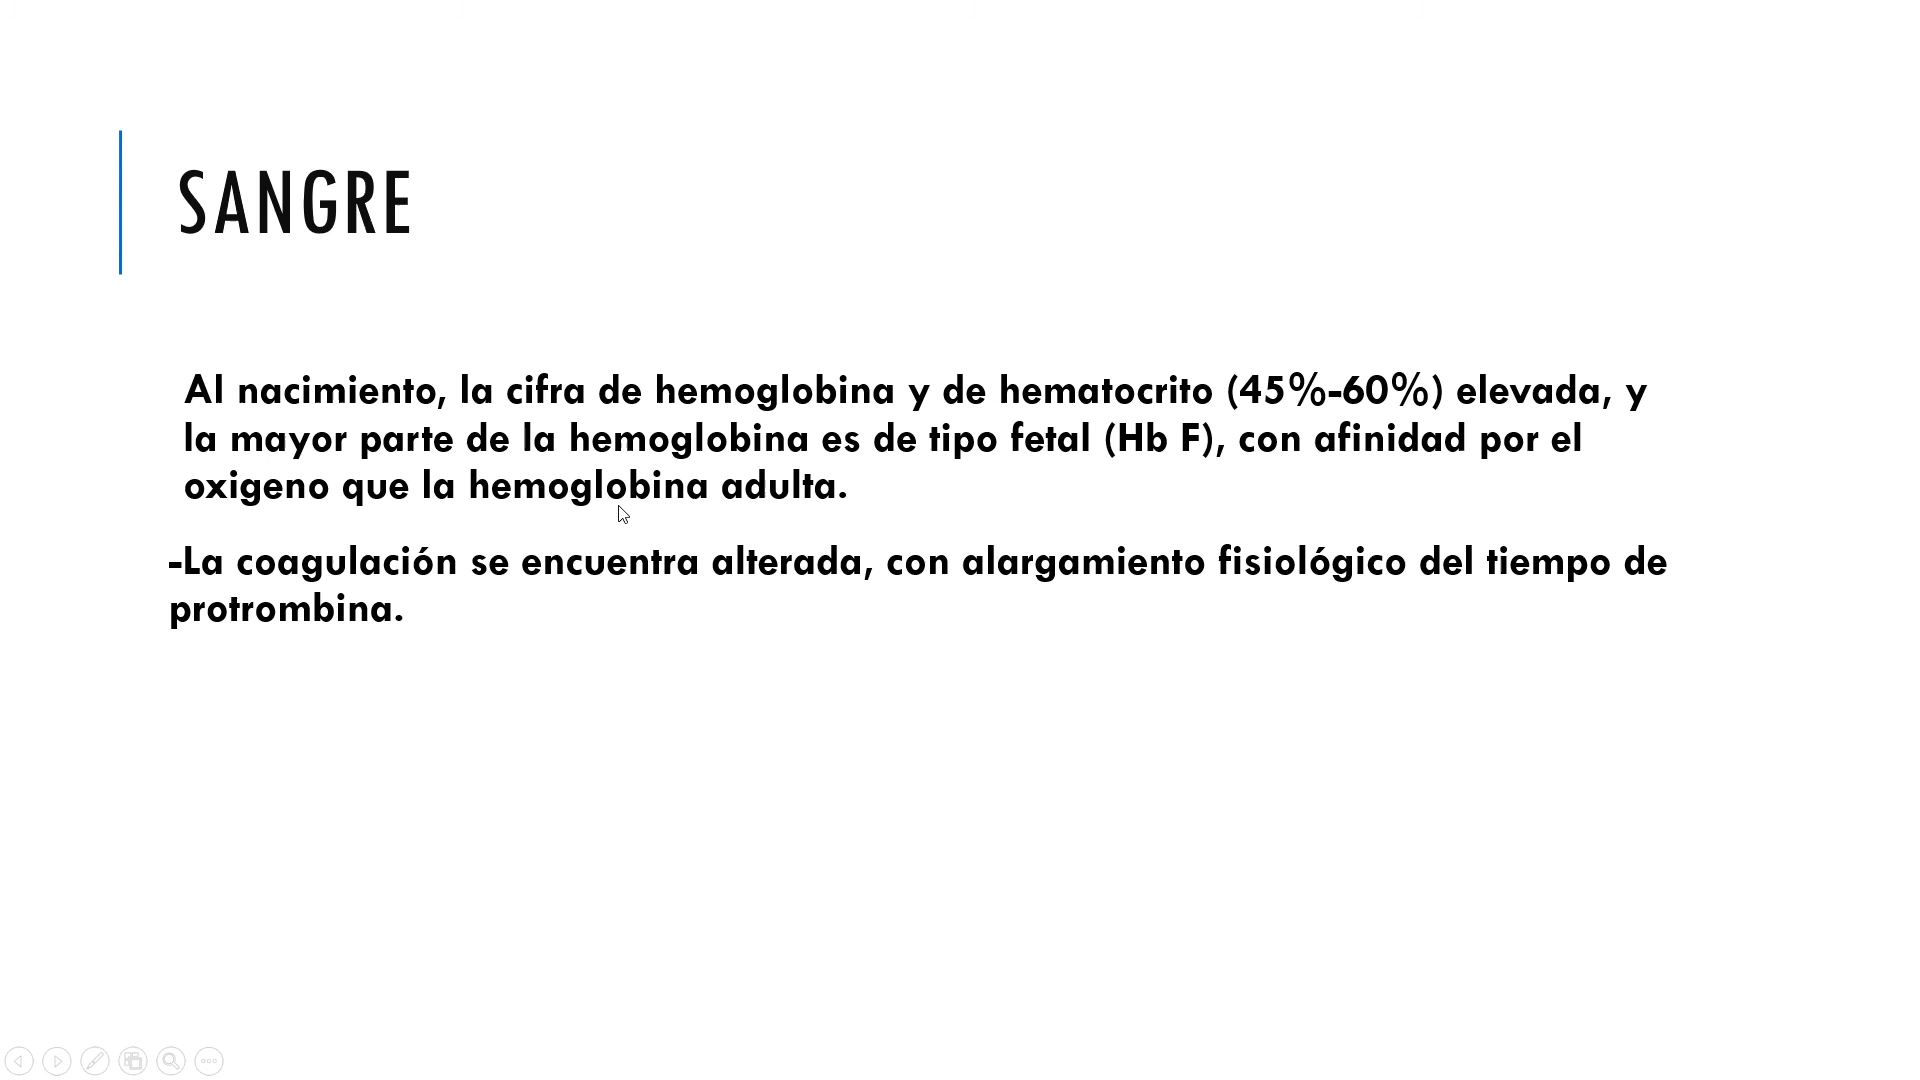 SANGRE
Al nacimiento, la cifra de hemoglobina y de hematocrito (45%-60%) elevada, y
la mayor parte de la hemoglobina es de tipo fetal (Hb F), con afinidad por el
oxigeno que la hemoglobina adulta.
-La coagulación se encuentra alterada, con alargamiento fisiológico del tiempo de
protrombina.